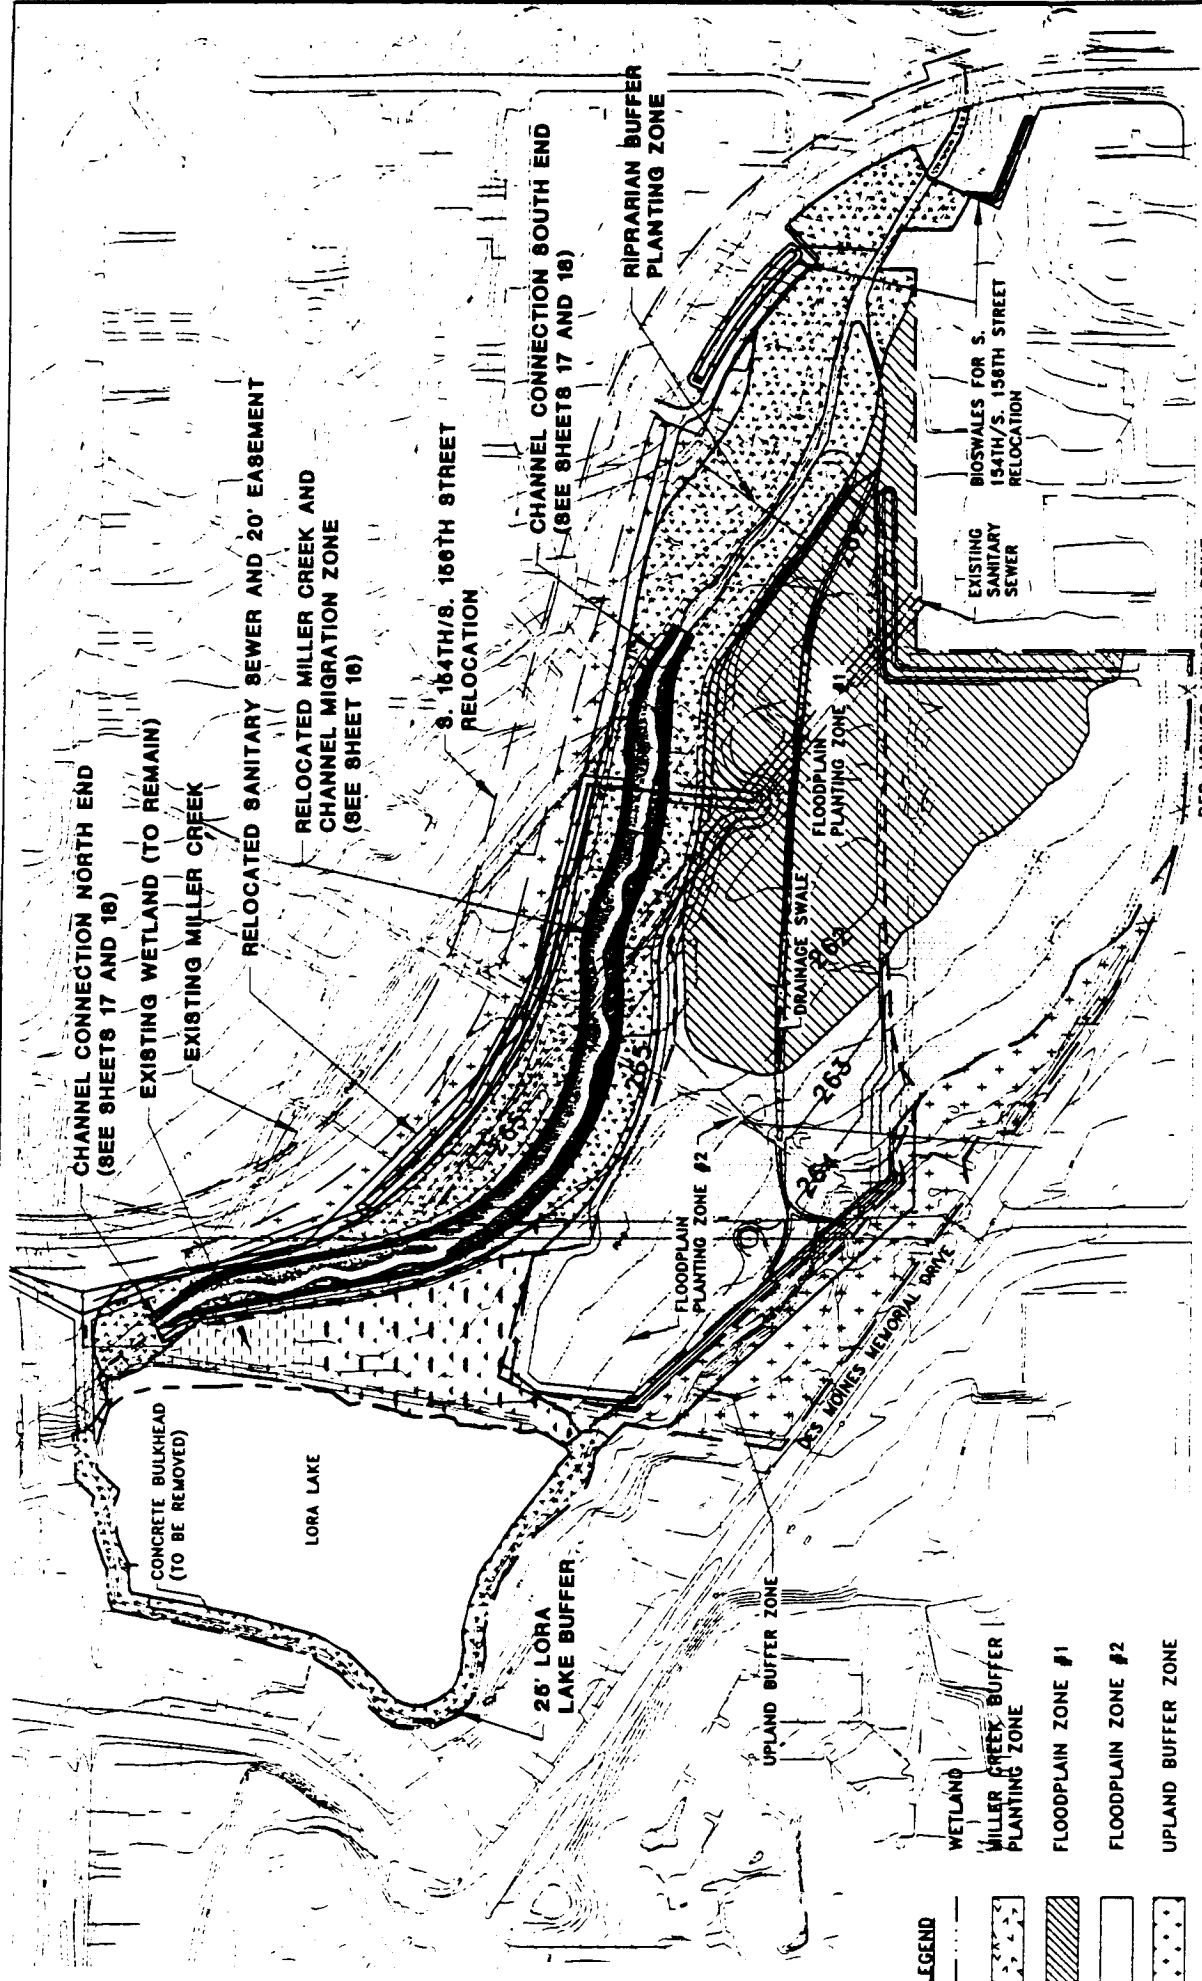 CHANNEL CONNECTION NORTH END
(SEE SHEETS 17 AND 18)
EXISTING WETLAND (TO REMAIN)
EXISTING MILLER CREEK
RELOCATED SANITARY SEWER AND 20' EASEMENT
RELOCATED MILLER CREEK AND
CHANNEL MIGRATION ZONE
(SEE SHEET 16)
S. 154TH/S. 156TH STREET
RELOCATION
CHANNEL CONNECTION SOUTH END
(SEE SHEETS 17 AND 18)
RIPRARIAN BUFFER
PLANTING ZONE
CONCRETE BULKHEAD
(TO BE REMOVED)
LORA LAKE
25' LORA
LAKE BUFFER
UPLAND BUFFER ZONE
FLOODPLAIN
PLANTING ZONE #2
DES MOINES MEMORIAL DRIVE
265
265
264
263
262
DRAINAGE SWALE
FLOODPLAIN
PLANTING ZONE #1
EXISTING
SANITARY
SEWER
BIOSWALES FOR S.
154TH/S. 156TH STREET
RELOCATION
EGEND
WETLAND
MILLER CREEK BUFFER
PLANTING ZONE
FLOODPLAIN ZONE #1
FLOODPLAIN ZONE #2
UPLAND BUFFER ZONE